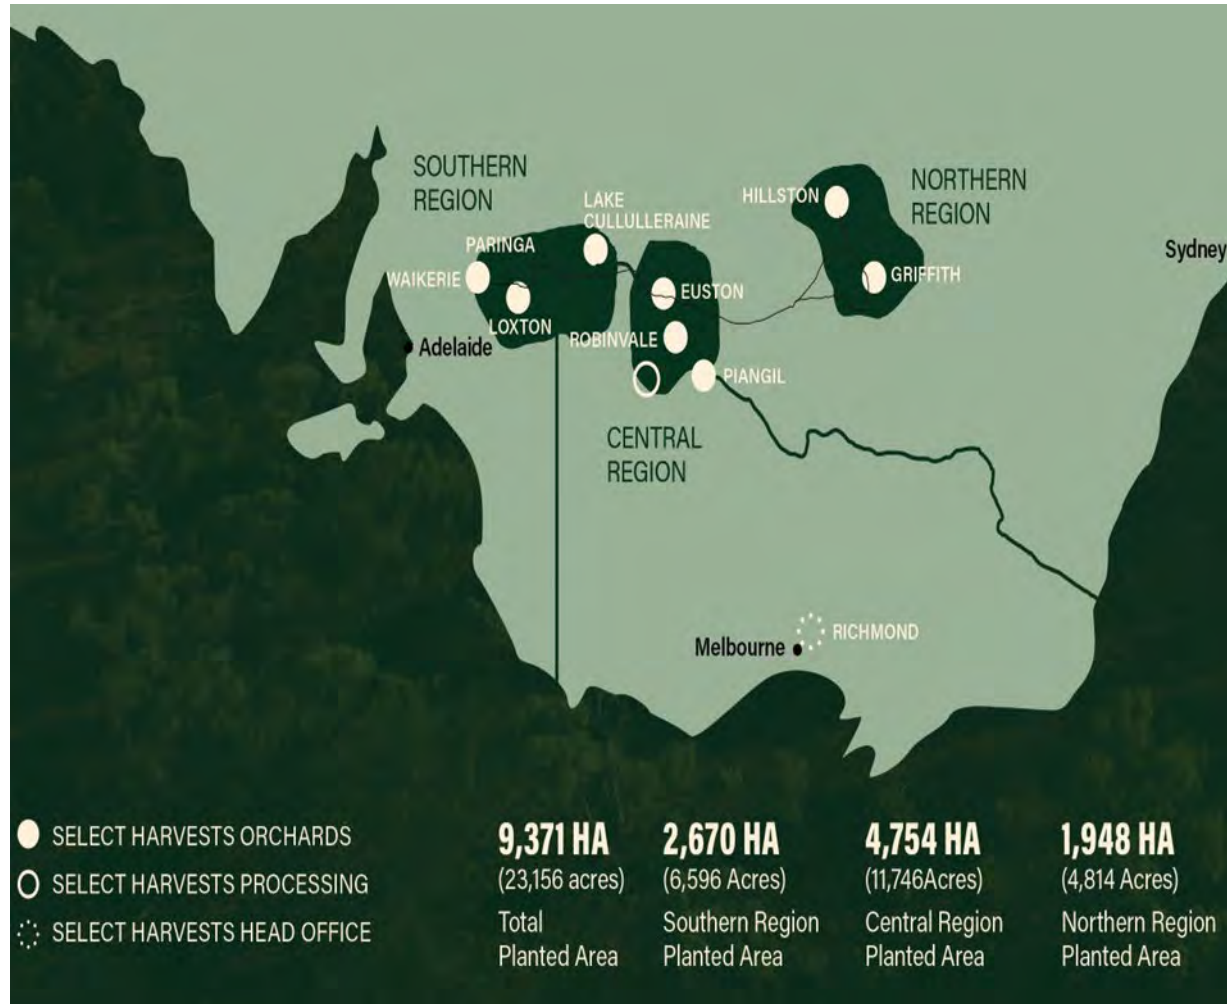 SOUTHERN
REGION
LAKE
CULLULLERAINE
HILLSTON
NORTHERN
REGION
PARINGA
Sydney
WAIKERIE
GRIFFITH
EUSTON
LOXTON
ROBINVALE
Adelaide
PIANGIL
CENTRAL
REGION
RICHMOND
Melbourne
SELECT HARVESTS ORCHARDS
SELECT HARVESTS PROCESSING
SELECT HARVESTS HEAD OFFICE
9,371 HA
(23,156 acres)
Total
Planted Area
2,670 HA
(6,596 Acres)
Southern Region
Planted Area
4,754 HA
(11,746Acres)
Central Region
Planted Area
1,948 HA
(4,814 Acres)
Northern Region
Planted Area